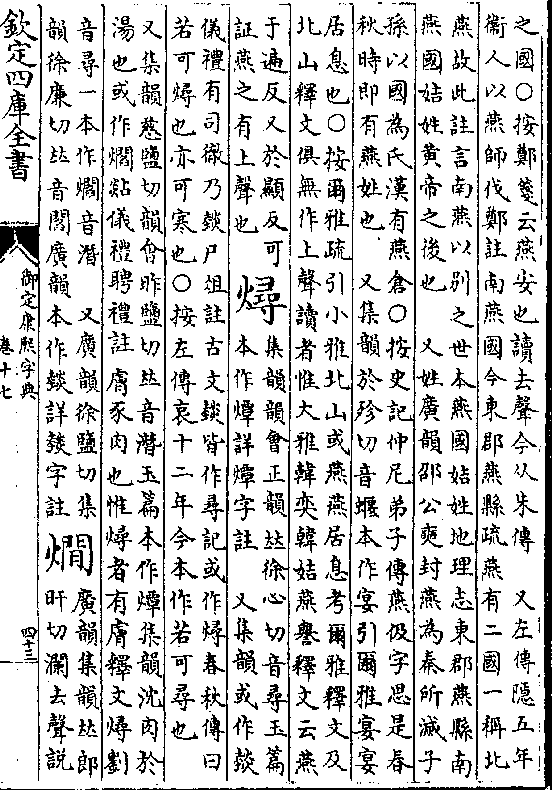 之國○按鄭箋云燕安也讀去聲今从朱傳　又左傳隱五年
衞人以燕師伐鄭註南燕國今東郡燕縣疏燕有二國一稱北
燕故此註言南燕以別之世本燕國姞姓地理志東郡燕縣南
燕國姞姓黃帝之後也　又姓廣韻邵公奭封燕為秦所滅子
孫以國為氏漢有燕倉○按史記仲尼弟子傳燕伋字思是春
秋時即有燕姓也　又集韻於殄切音蝘本作宴引爾雅宴宴
居息也○按爾雅疏引小雅北山或燕燕居息考爾雅釋文及
北山釋文俱無作上聲讀者惟大雅韓奕韓姞燕譽釋文云燕
于遍反又於顯反可
証燕之有上聲也
燖
集韻韻會正韻𠀤徐心切音尋玉篇
本作燂詳燂字註　又集韻或作燅
儀禮有司徹乃燅尸俎註古文燅皆作尋記或作燖春秋傳曰
若可燖也亦可寒也○按左傳哀十二年今本作若可尋也
又集韻慈鹽切韻會昨鹽切𠀤音潛玉篇本作燂集韻沈肉於
湯也或作爓㷋儀禮聘禮註膚豕肉也惟燖者有膚釋文燖劉
音尋一本作爓音潛　又廣韻徐鹽切集
韻徐廉切𠀤音閻廣韻本作燅詳燅字註
燗
廣韻集韻𠀤郎
旰切瀾去聲說
欽定四庫全書
御定康熙字典
卷十七
四十三